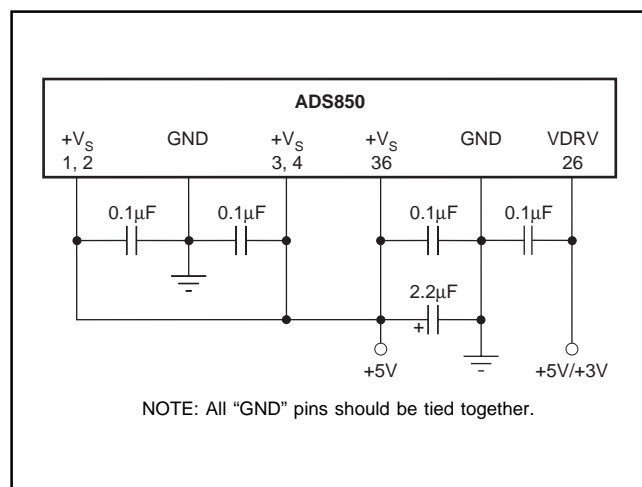 ADS850
+VS GND +VS +VS GND VDRV
1, 2 3, 4 36 26
0.1µF 0.1µF 0.1µF 0.1µF
2.2µF
+
+5V +5V/+3V
NOTE: All “GND” pins should be tied together.